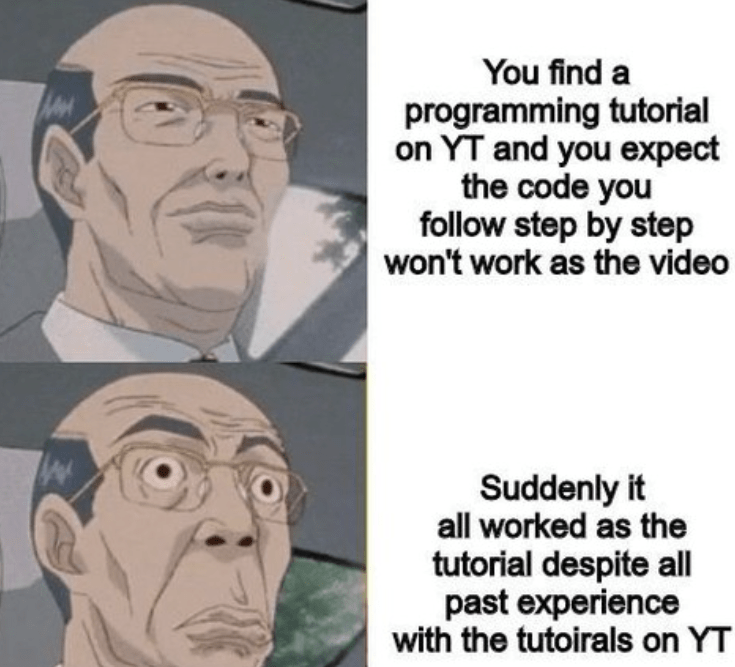 You find a
programming tutorial
on YT and you expect
the code you
follow step by step
won't work as the video
Suddenly it
all worked as the
tutorial despite all
past experience
with the tutoirals on YT